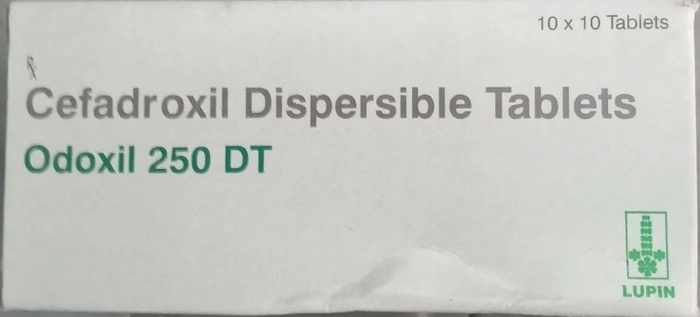 10 x 10 Tablets
Cefadroxil Dispersible Tablets
Odoxil 250 DT
LUPIN